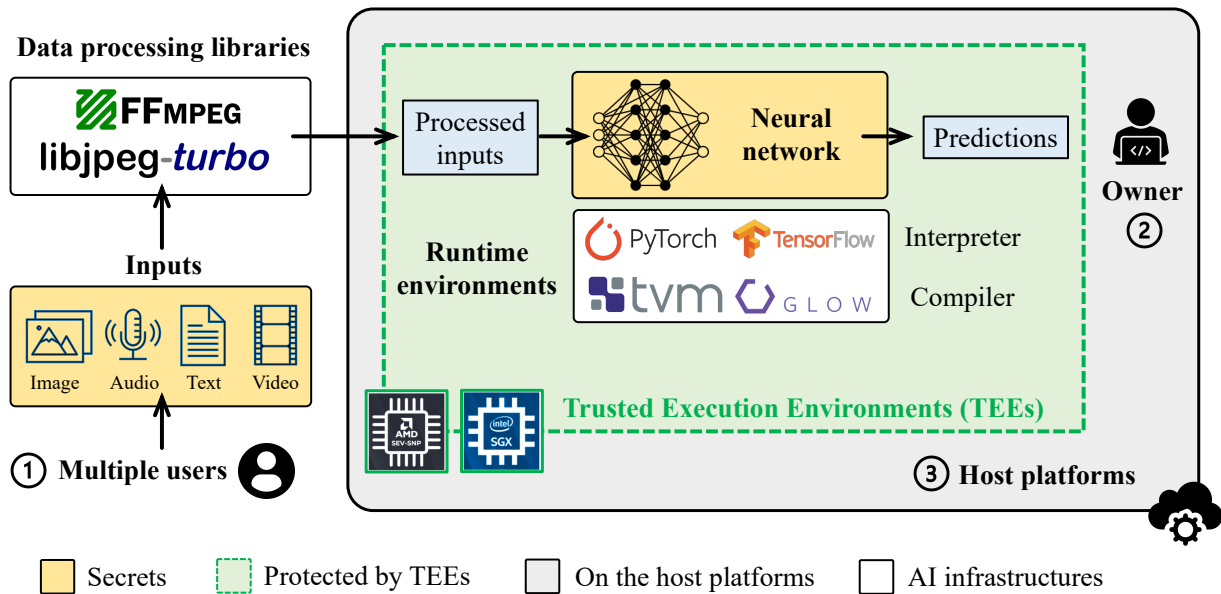 Data processing libraries
FFMPEG
libjpeg-turbo
Inputs
Image
Audio
Text
Video
① Multiple users
Processed
inputs
Neural
network
Predictions
Owner
②
</>
Runtime
environments
PyTorch
TensorFlow
Interpreter
tvm
GLOW
Compiler
AMD
SEV-SNP
intel
SGX
Trusted Execution Environments (TEEs)
③ Host platforms
Secrets
Protected by TEEs
On the host platforms
AI infrastructures